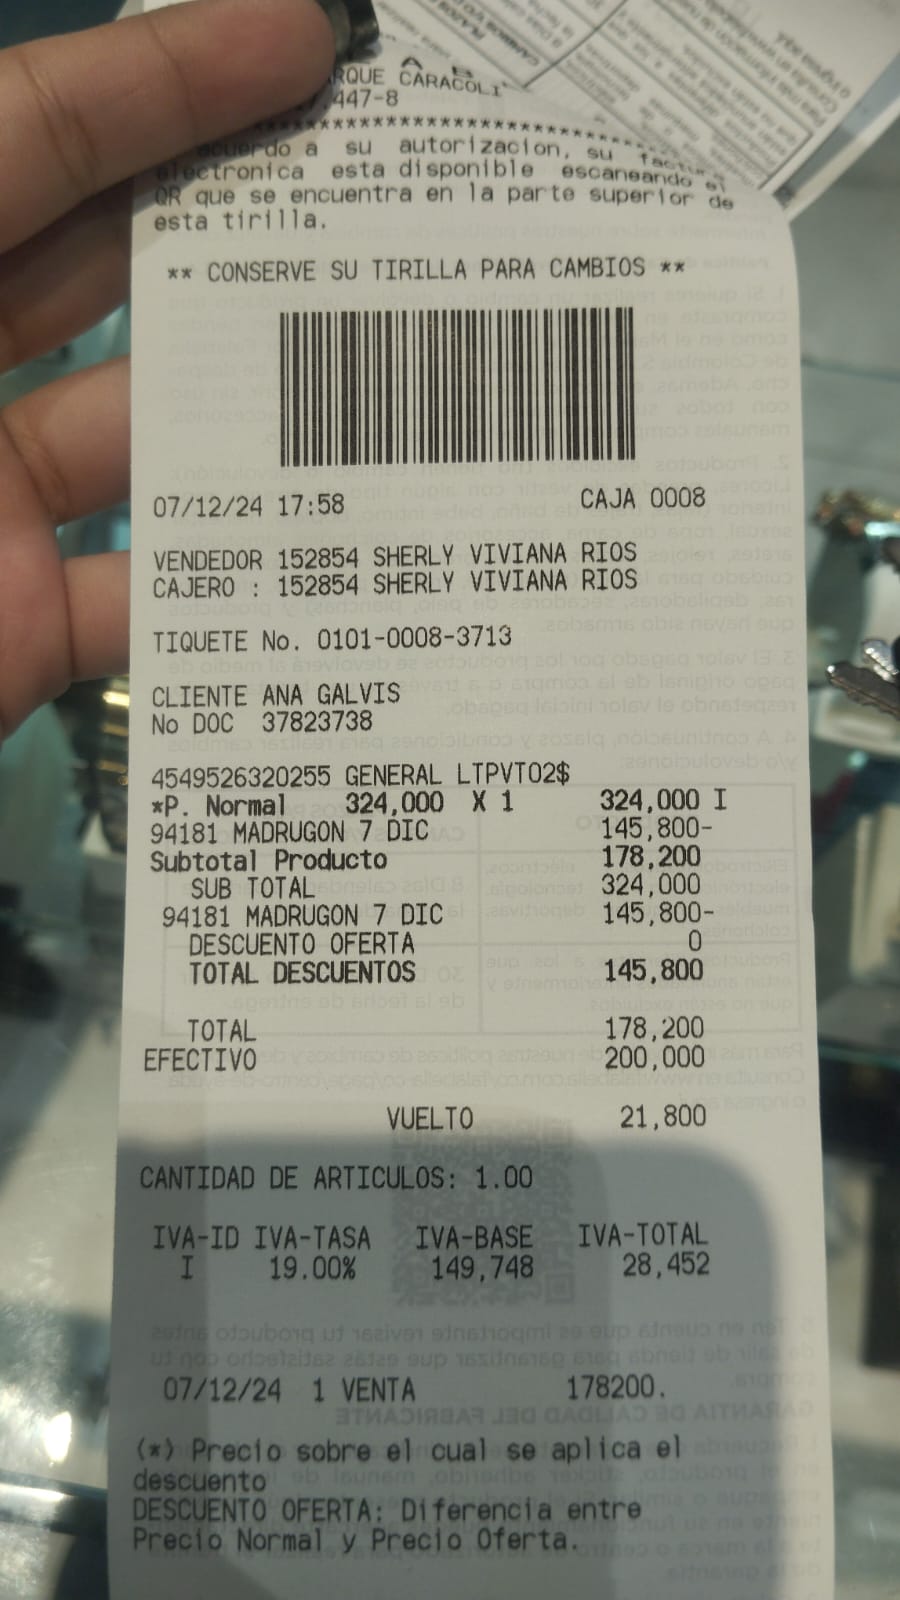 CARACOLI
447-8
****************************
acuerdo a su autorizacion, su
electronica esta disponible escaneando el
QR que se encuentra en la parte superior de
esta tirilla.
** CONSERVE SU TIRILLA PARA CAMBIOS **
07/12/24 17:58 CAJA 0008
VENDEDOR 152854 SHERLY VIVIANA RIOS
CAJERO : 152854 SHERLY VIVIANA RIOS
TIQUETE No. 0101-0008-3713
CLIENTE ANA GALVIS
No DOC 37823738
4549526320255 GENERAL LTPVT02$
*P. Normal 324,000 X 1 324,000 I
94181 MADRUGON 7 DIC 145,800-
Subtotal Producto 178,200
SUB TOTAL 324,000
94181 MADRUGON 7 DIC 145,800-
DESCUENTO OFERTA 0
TOTAL DESCUENTOS 145,800
TOTAL 178,200
EFECTIVO 200,000
VUELTO 21,800
CANTIDAD DE ARTICULOS: 1.00
IVA-ID IVA-TASA IVA-BASE IVA-TOTAL
I 19.00% 149,748 28,452
07/12/24 1 VENTA 178200.
(*) Precio sobre el cual se aplica el
descuento
DESCUENTO OFERTA: Diferencia entre
Precio Normal y Precio Oferta.